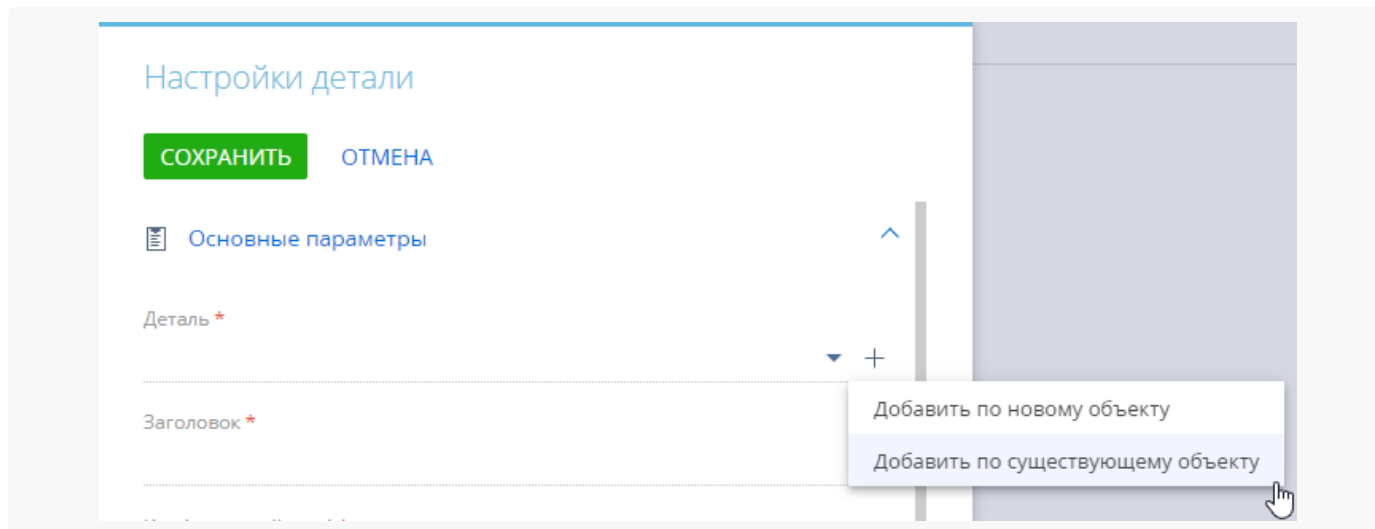 Настройки детали
СОХРАНИТЬ ОТМЕНА
Основные параметры
Деталь *
Добавить по новому объекту
Заголовок *
Добавить по существующему объекту